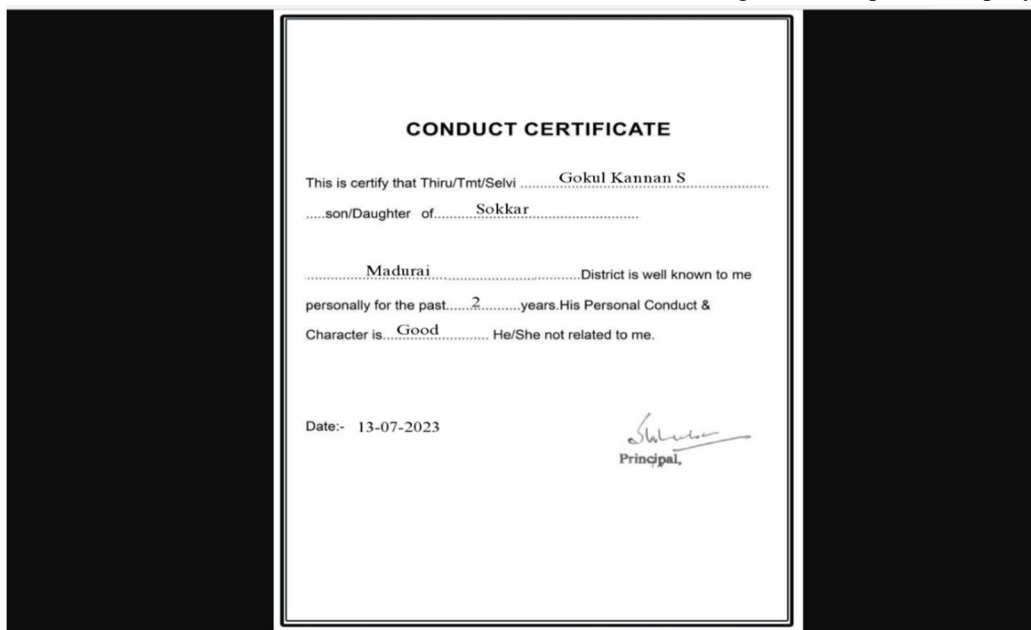 CONDUCT CERTIFICATE
This is certify that Thiru/Tmt/Selvi ............Gokul Kannan S........................
.....son/Daughter of..........Sokkar..............................
................Madurai.........................................District is well known to me
personally for the past......2..........years.His Personal Conduct &
Character is...Good............ He/She not related to me.
Date:- 13-07-2023
Principal,